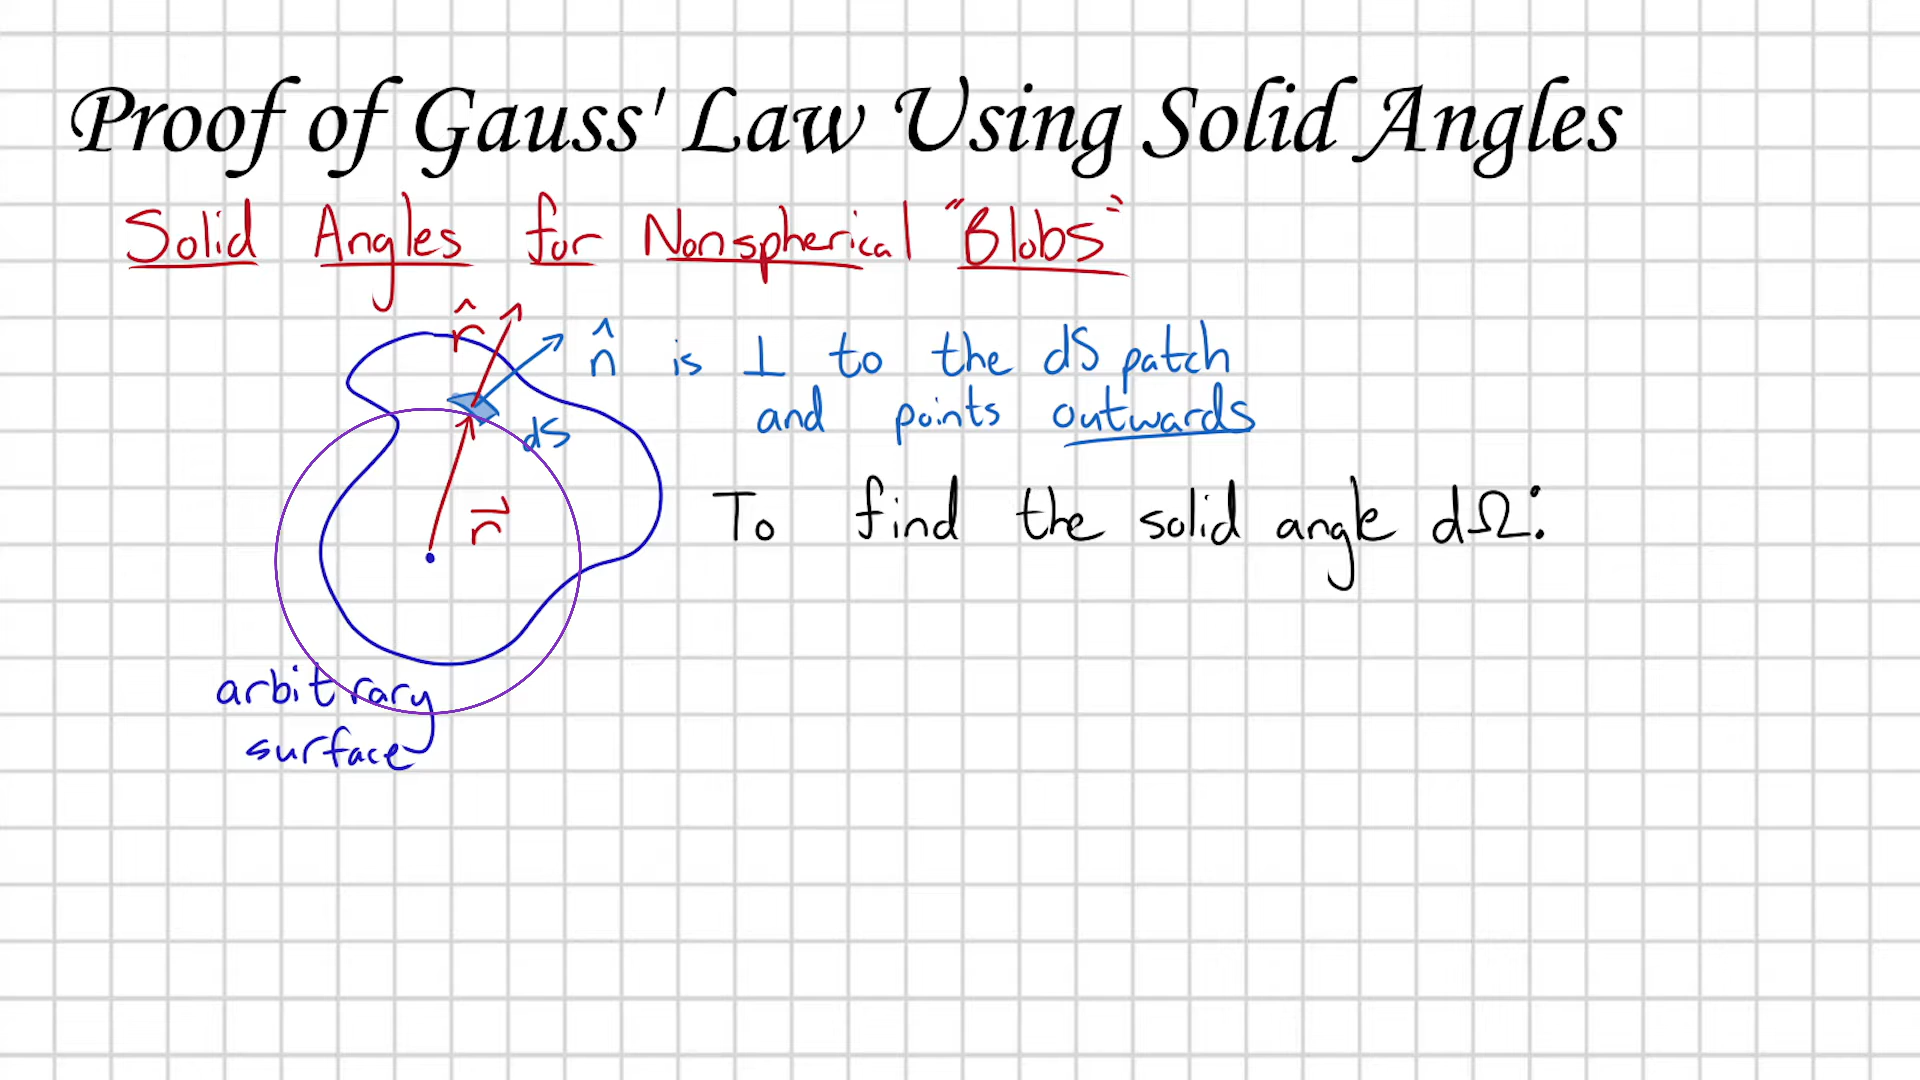 Proof of Gauss' Law Using Solid Angles
Solid Angles for Nonspherical "Blobs"
r̂
n̂ is ⊥ to the dS patch
and points outwards
dS
r⃗
To find the solid angle dΩ:
arbitrary
surface